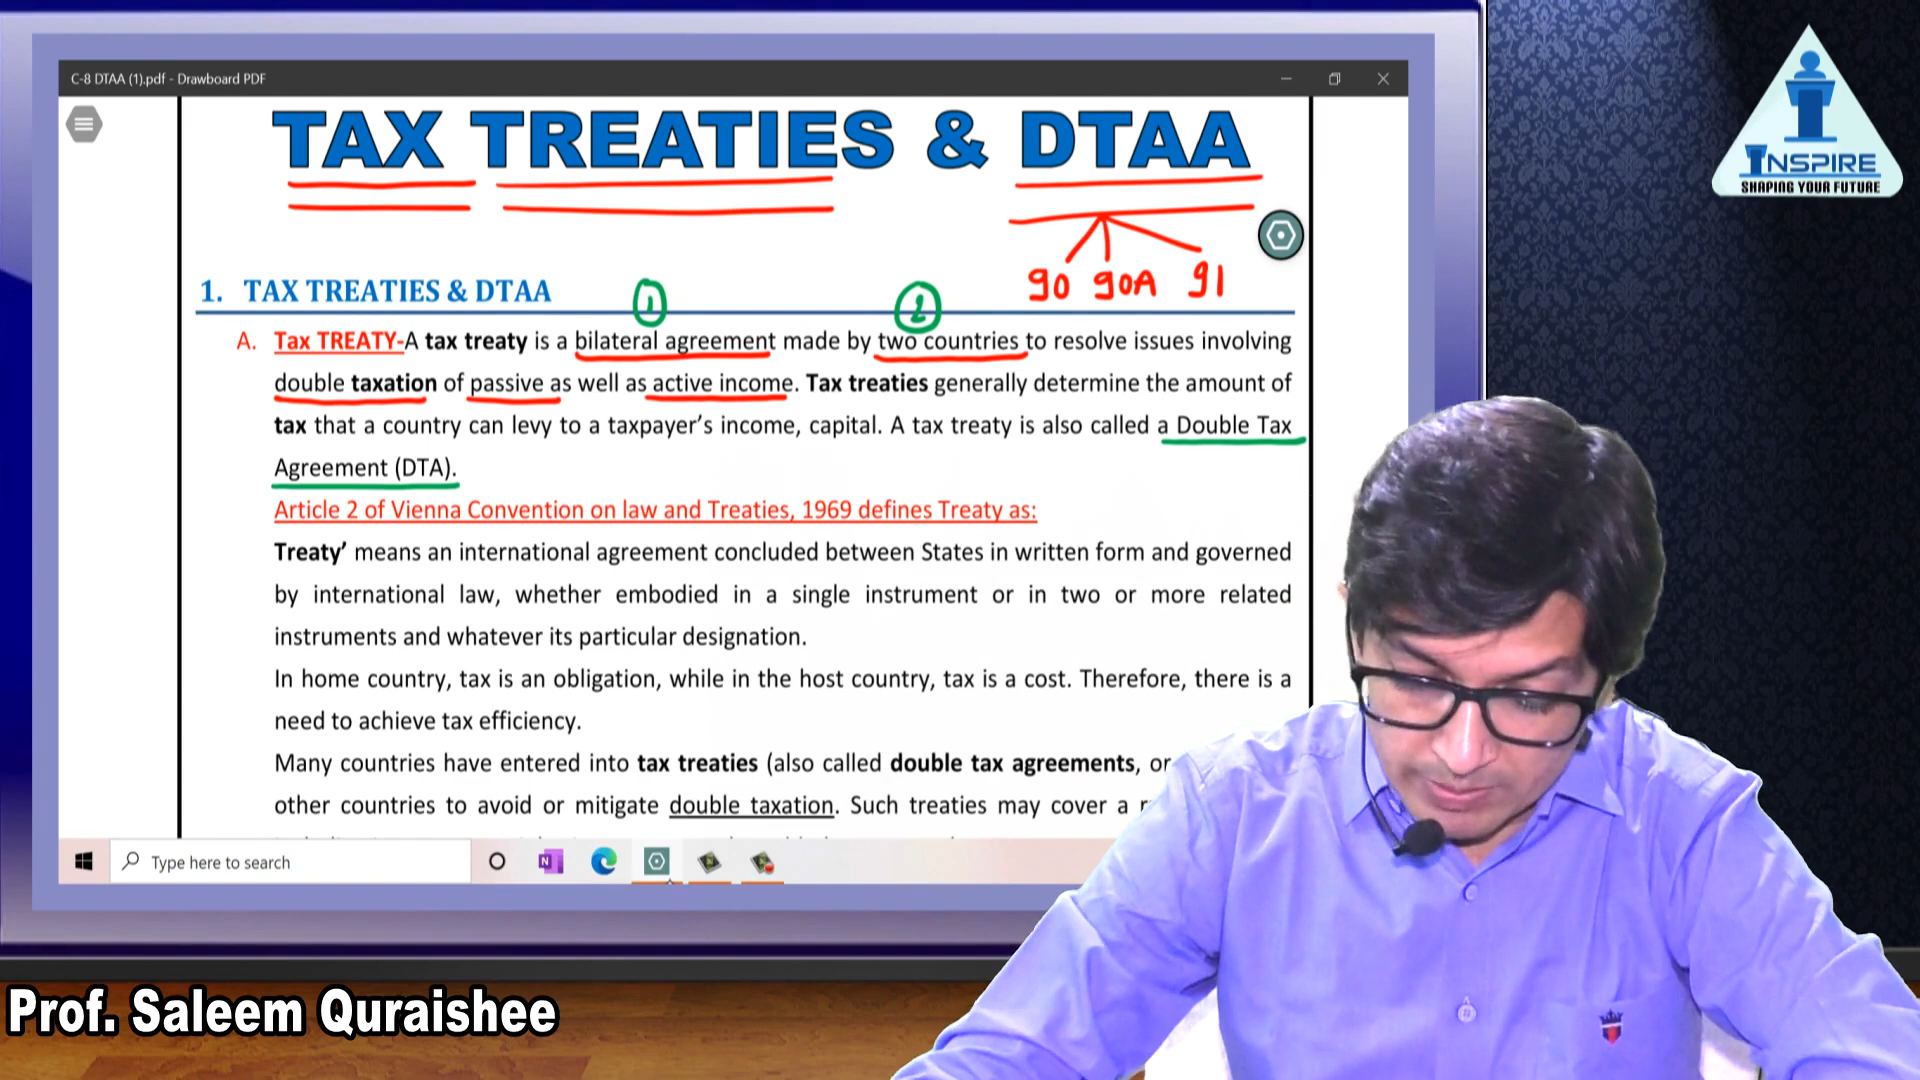 C-8 DTAA (1).pdf - Drawboard PDF
TAX TREATIES & DTAA
INSPIRE
SHAPING YOUR FUTURE
90 90A 91
1. TAX TREATIES & DTAA
1 2
A. Tax TREATY-A tax treaty is a bilateral agreement made by two countries to resolve issues involving
double taxation of passive as well as active income. Tax treaties generally determine the amount of
tax that a country can levy to a taxpayer’s income, capital. A tax treaty is also called a Double Tax
Agreement (DTA).
Article 2 of Vienna Convention on law and Treaties, 1969 defines Treaty as:
Treaty’ means an international agreement concluded between States in written form and governed
by international law, whether embodied in a single instrument or in two or more related
instruments and whatever its particular designation.
In home country, tax is an obligation, while in the host country, tax is a cost. Therefore, there is a
need to achieve tax efficiency.
Many countries have entered into tax treaties (also called double tax agreements, or
other countries to avoid or mitigate double taxation. Such treaties may cover a
Type here to search
Prof. Saleem Quraishee